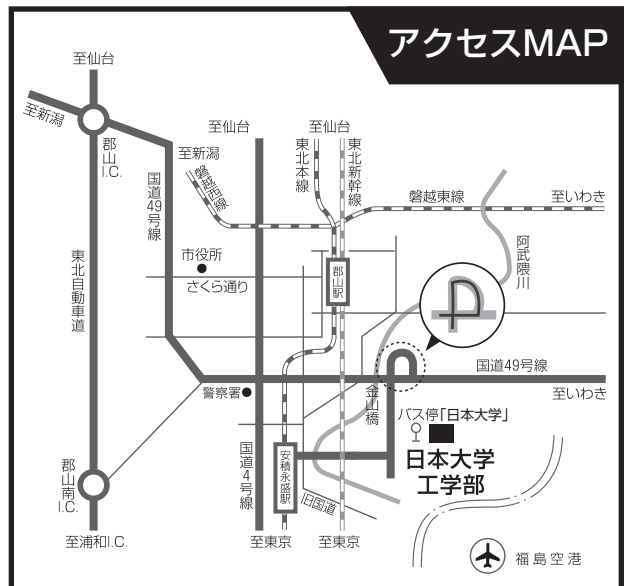 アクセスMAP
至仙台
至新潟
郡山I.C.
国道49号線
東北自動車道
郡山南I.C.
至浦和I.C.
至仙台
至新潟
磐越西線
至仙台
東北本線
東北新幹線
磐越東線
至いわき
阿武隈川
市役所
さくら通り
郡山駅
国道49号線
至いわき
警察署
金山橋
バス停「日本大学」
日本大学
工学部
国道4号線
安積永盛駅
旧国道
至東京
至東京
福島空港